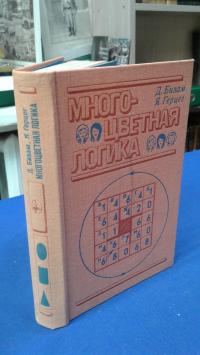 Д. Бизам, Я. Герцег
МНОГОЦВЕТНАЯ ЛОГИКА
Д. Бизам
Я. Герцег
МНОГО-
ЦВЕТНАЯ
ЛОГИКА